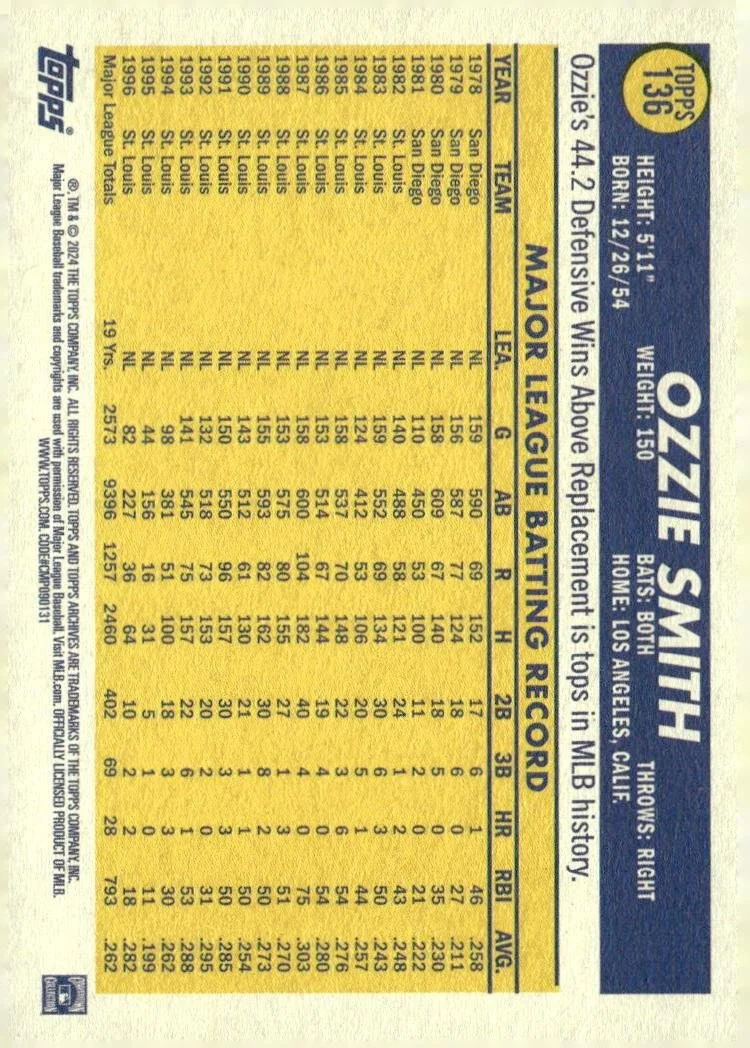 TOPPS
136
OZZIE SMITH
HEIGHT: 5'11" WEIGHT: 150 BATS: BOTH THROWS: RIGHT
BORN: 12/26/54 HOME: LOS ANGELES, CALIF.
Ozzie's 44.2 Defensive Wins Above Replacement is tops in MLB history.
MAJOR LEAGUE BATTING RECORD
YEAR TEAM LEA. G AB R H 2B 3B HR RBI AVG.
1978 San Diego NL 159 590 69 152 17 6 1 46 .258
1979 San Diego NL 156 587 77 124 18 6 0 27 .211
1980 San Diego NL 158 609 67 140 18 5 0 35 .230
1981 San Diego NL 110 450 53 100 11 2 0 21 .222
1982 St. Louis NL 140 488 58 121 24 1 2 43 .248
1983 St. Louis NL 159 552 69 134 30 6 3 50 .243
1984 St. Louis NL 124 412 53 106 20 5 1 44 .257
1985 St. Louis NL 158 537 70 148 22 3 6 54 .276
1986 St. Louis NL 153 514 67 144 19 4 0 54 .280
1987 St. Louis NL 158 600 104 182 40 4 0 75 .303
1988 St. Louis NL 153 575 80 155 27 1 3 51 .270
1989 St. Louis NL 155 593 82 162 30 8 2 50 .273
1990 St. Louis NL 143 512 61 130 21 1 1 50 .254
1991 St. Louis NL 150 550 96 157 30 3 3 50 .285
1992 St. Louis NL 132 518 73 153 20 2 0 31 .295
1993 St. Louis NL 141 545 75 157 22 6 1 53 .288
1994 St. Louis NL 98 381 51 100 18 3 3 30 .262
1995 St. Louis NL 44 156 16 31 5 1 0 11 .199
1996 St. Louis NL 82 227 36 64 10 2 2 18 .282
Major League Totals 19 Yrs. 2573 9396 1257 2460 402 69 28 793 .262
topps®
® TM & © 2024 THE TOPPS COMPANY, INC. ALL RIGHTS RESERVED. TOPPS AND TOPPS ARCHIVES ARE TRADEMARKS OF THE TOPPS COMPANY, INC.
Major League Baseball trademarks and copyrights are used with permission of Major League Baseball. Visit MLB.com. OFFICIALLY LICENSED PRODUCT OF MLB.
WWW.TOPPS.COM. CODE#CMP090131
COOPERSTOWN
COLLECTION